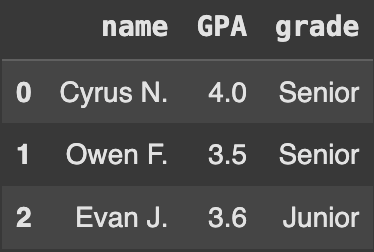 name GPA grade
0 Cyrus N. 4.0 Senior
1 Owen F. 3.5 Senior
2 Evan J. 3.6 Junior